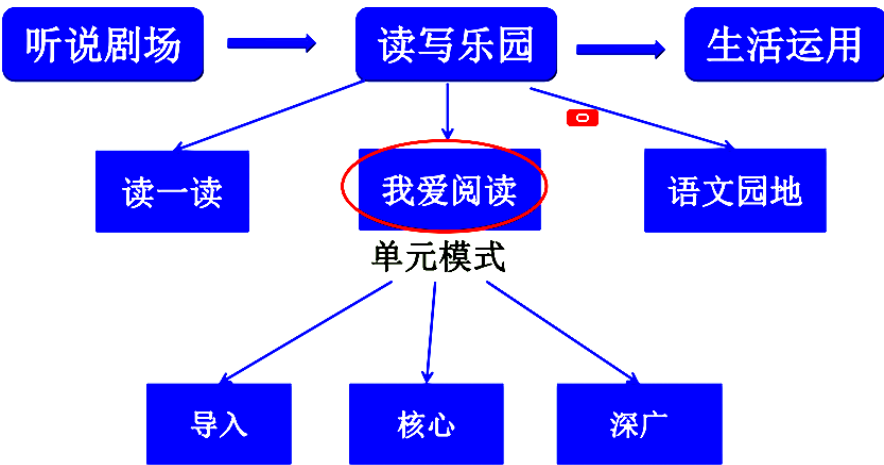 听说剧场
读写乐园
生活运用
读一读
我爱阅读
语文园地
单元模式
导入
核心
深广